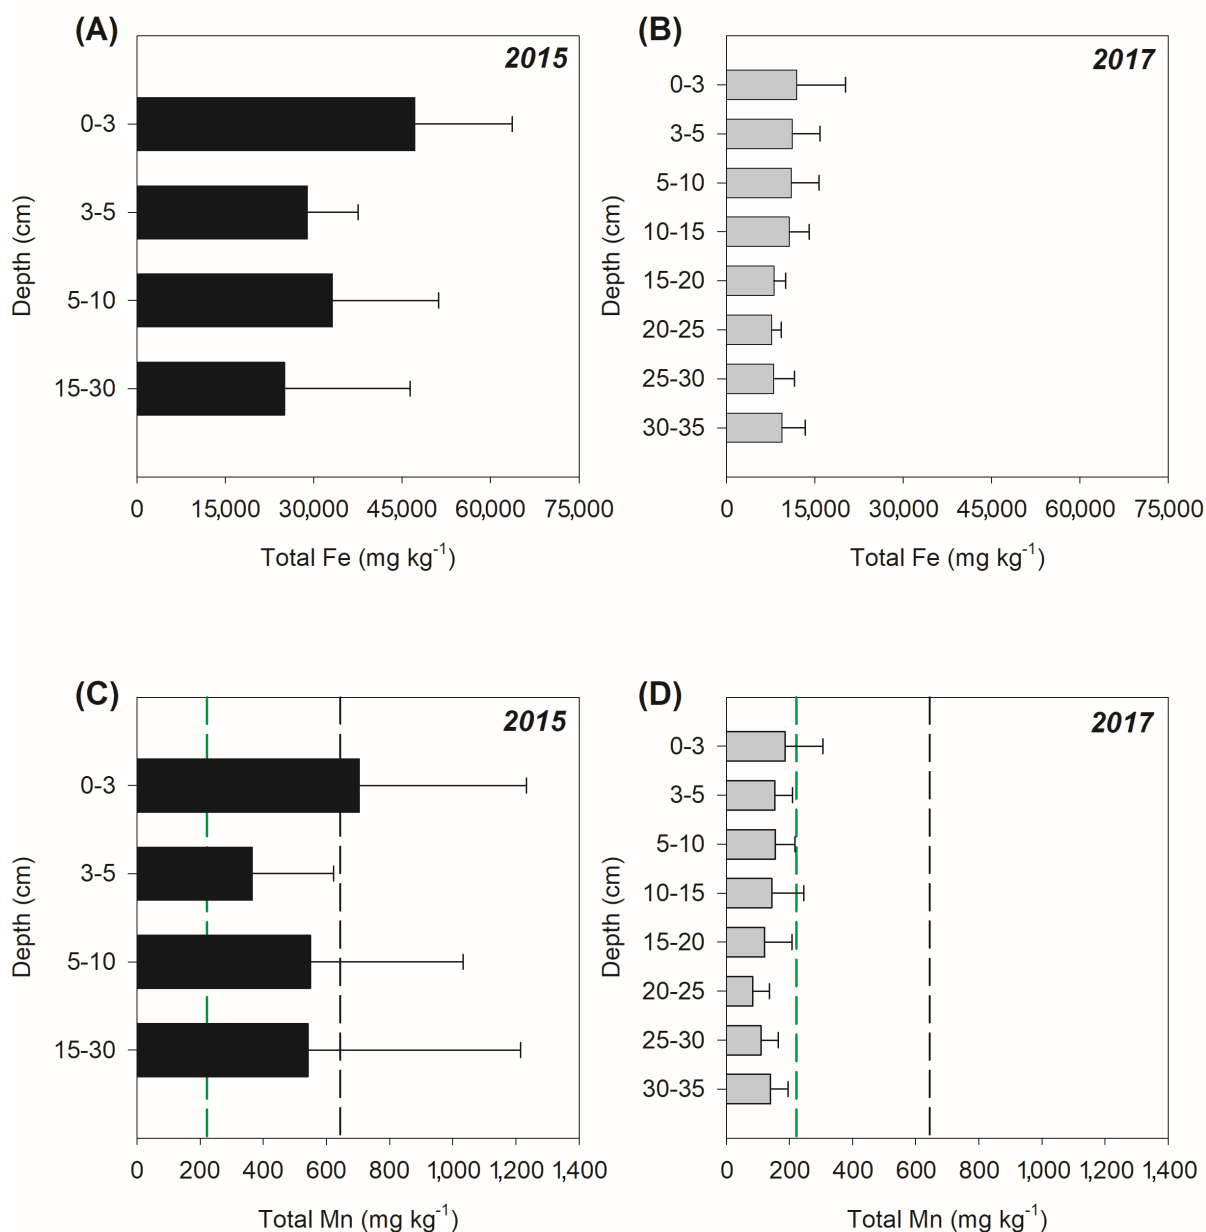 (A)
2015
0-3
3-5
5-10
15-30
Depth (cm)
0 15,000 30,000 45,000 60,000 75,000
Total Fe (mg kg-1)
(B)
2017
0-3
3-5
5-10
10-15
15-20
20-25
25-30
30-35
Depth (cm)
0 15,000 30,000 45,000 60,000 75,000
Total Fe (mg kg-1)
(C)
2015
0-3
3-5
5-10
15-30
Depth (cm)
0 200 400 600 800 1,000 1,200 1,400
Total Mn (mg kg-1)
(D)
2017
0-3
3-5
5-10
10-15
15-20
20-25
25-30
30-35
Depth (cm)
0 200 400 600 800 1,000 1,200 1,400
Total Mn (mg kg-1)